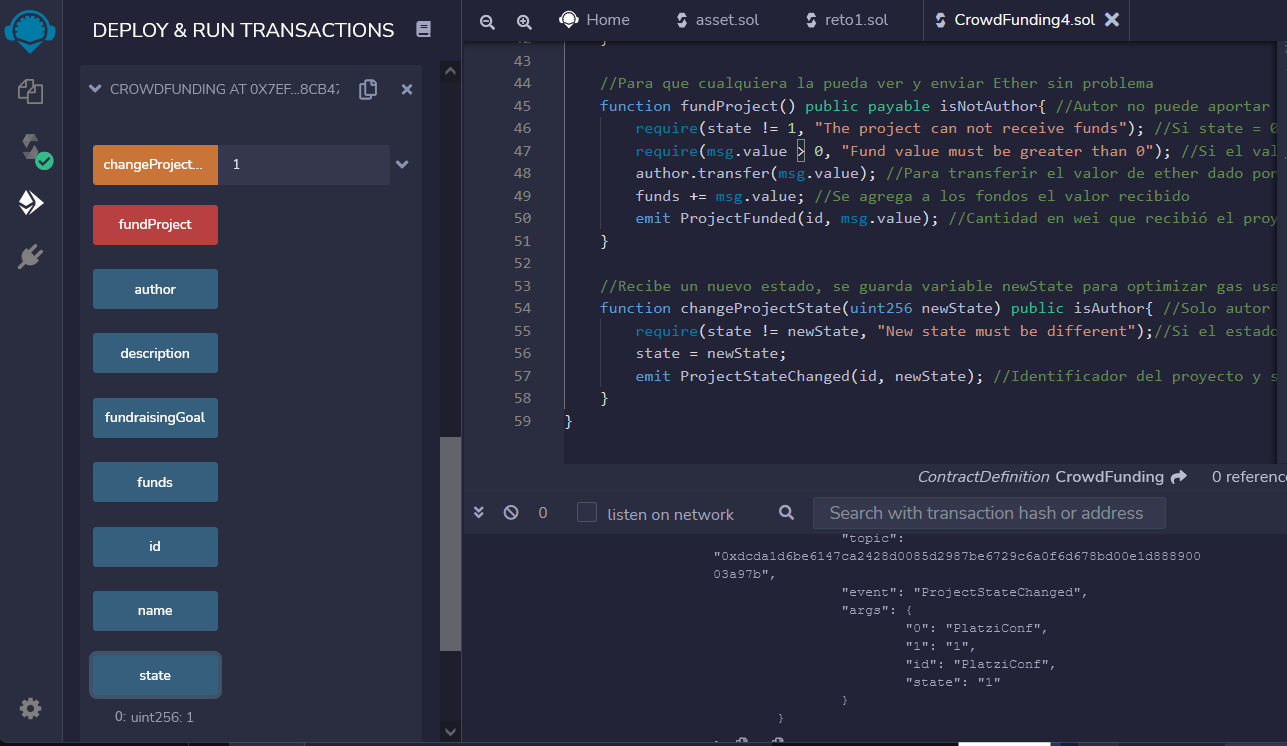 DEPLOY & RUN TRANSACTIONS
CROWDFUNDING AT 0X7EF...8CB47
changeProject... 1
fundProject
author
description
fundraisingGoal
funds
id
name
state
0: uint256: 1
Home asset.sol reto1.sol CrowdFunding4.sol
43
44 //Para que cualquiera la pueda ver y enviar Ether sin problema
45 function fundProject() public payable isNotAuthor{ //Autor no puede aportar
46 require(state != 1, "The project can not receive funds"); //Si state = 0
47 require(msg.value > 0, "Fund value must be greater than 0"); //Si el val
48 author.transfer(msg.value); //Para transferir el valor de ether dado por
49 funds += msg.value; //Se agrega a los fondos el valor recibido
50 emit ProjectFunded(id, msg.value); //Cantidad en wei que recibió el proy
51 }
52
53 //Recibe un nuevo estado, se guarda variable newState para optimizar gas usa
54 function changeProjectState(uint256 newState) public isAuthor{ //Solo autor
55 require(state != newState, "New state must be different");//Si el estado
56 state = newState;
57 emit ProjectStateChanged(id, newState); //Identificador del proyecto y s
58 }
59 }
ContractDefinition CrowdFunding 0 reference
0 listen on network Search with transaction hash or address
"topic":
"0xdcda1d6be6147ca2428d0085d2987be6729c6a0f6d678bd00e1d888900
03a97b",
"event": "ProjectStateChanged",
"args": {
"0": "PlatziConf",
"1": "1",
"id": "PlatziConf",
"state": "1"
}
}